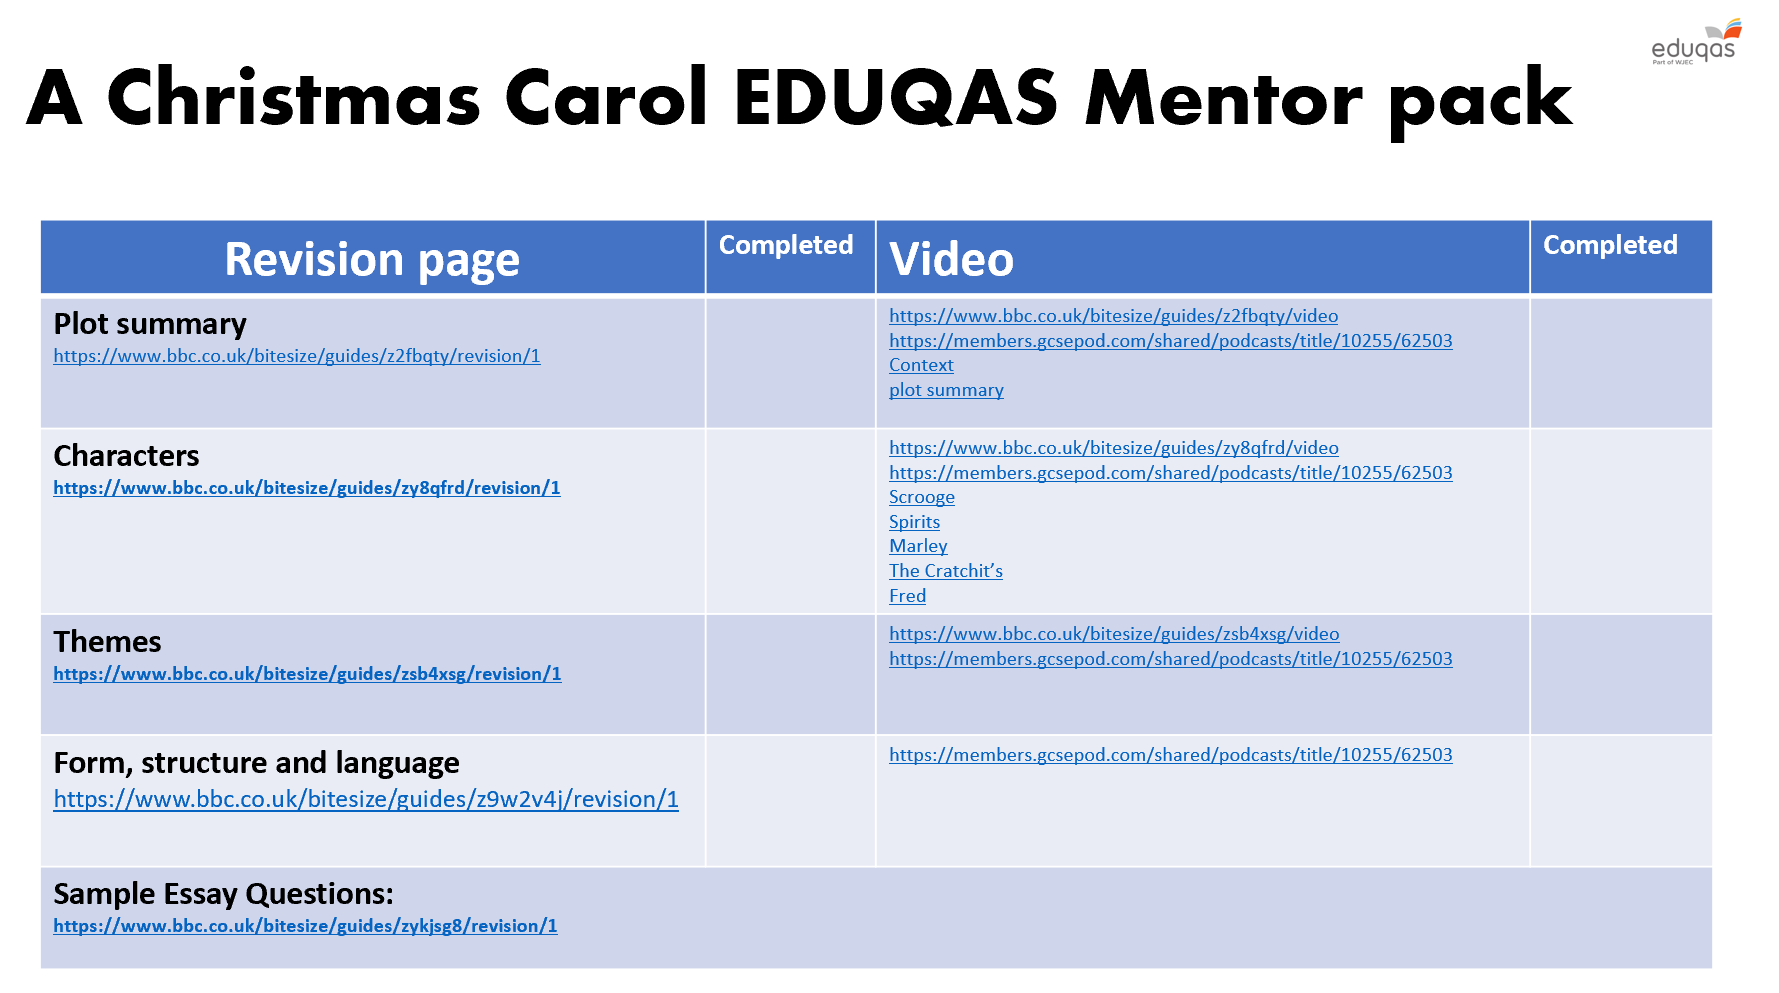 eduqas
Part of WJEC
A Christmas Carol EDUQAS Mentor pack
Revision page
Completed
Video
Completed
Plot summary
https://www.bbc.co.uk/bitesize/guides/z2fbqty/revision/1
https://www.bbc.co.uk/bitesize/guides/z2fbqty/video
https://members.gcsepod.com/shared/podcasts/title/10255/62503
Context
plot summary
Characters
https://www.bbc.co.uk/bitesize/guides/zy8qfrd/revision/1
https://www.bbc.co.uk/bitesize/guides/zy8qfrd/video
https://members.gcsepod.com/shared/podcasts/title/10255/62503
Scrooge
Spirits
Marley
The Cratchit’s
Fred
Themes
https://www.bbc.co.uk/bitesize/guides/zsb4xsg/revision/1
https://www.bbc.co.uk/bitesize/guides/zsb4xsg/video
https://members.gcsepod.com/shared/podcasts/title/10255/62503
Form, structure and language
https://www.bbc.co.uk/bitesize/guides/z9w2v4j/revision/1
https://members.gcsepod.com/shared/podcasts/title/10255/62503
Sample Essay Questions:
https://www.bbc.co.uk/bitesize/guides/zykjsg8/revision/1